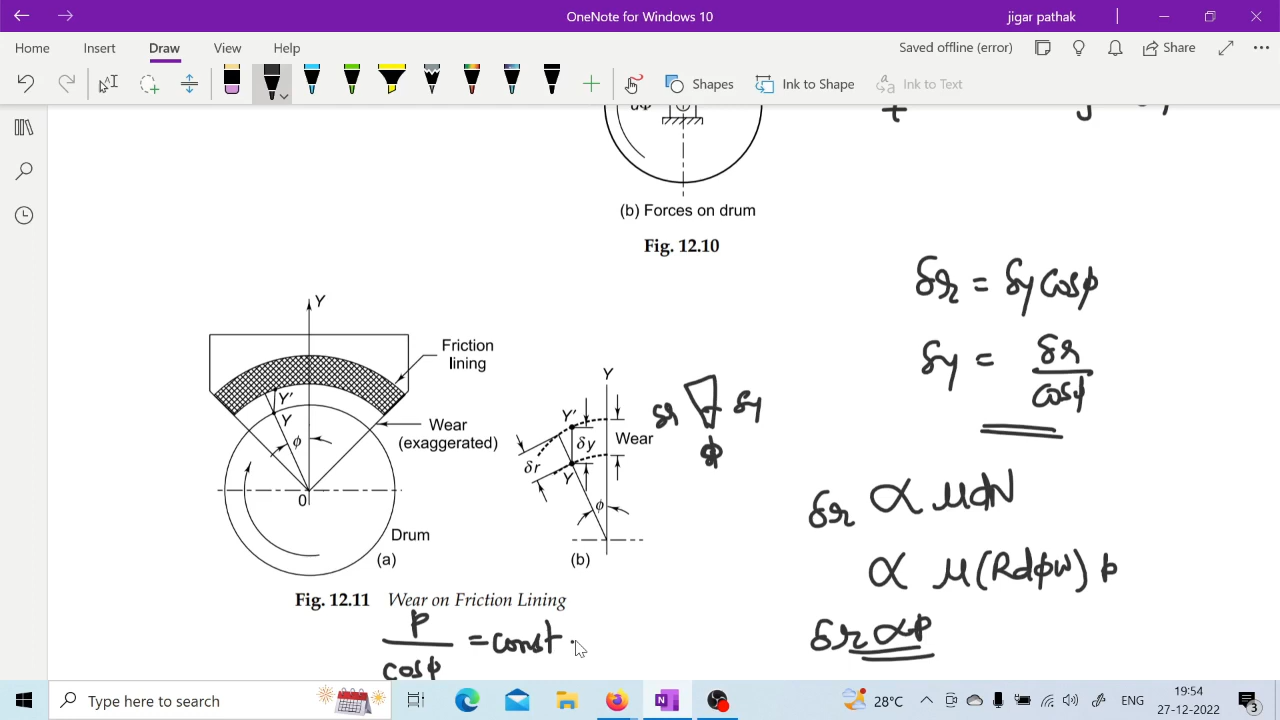 OneNote for Windows 10
jigar pathak
Home Insert Draw View Help
Saved offline (error)
Share
Shapes
Ink to Shape
Ink to Text
(b) Forces on drum
Fig. 12.10
δr = δy cosϕ
δy = δr / cosϕ
Y
Friction
lining
Y'
Y
Wear
(exaggerated)
ϕ
0
Drum
(a)
Y
Y'
δy
Wear
δr
Y
ϕ
(b)
δr δy
ϕ
δr ∝ μdN
∝ μ(Rdϕw) p
δr ∝ p
Fig. 12.11 Wear on Friction Lining
p / cosϕ = const
Type here to search
28°C
ENG
19:54
27-12-2022
3